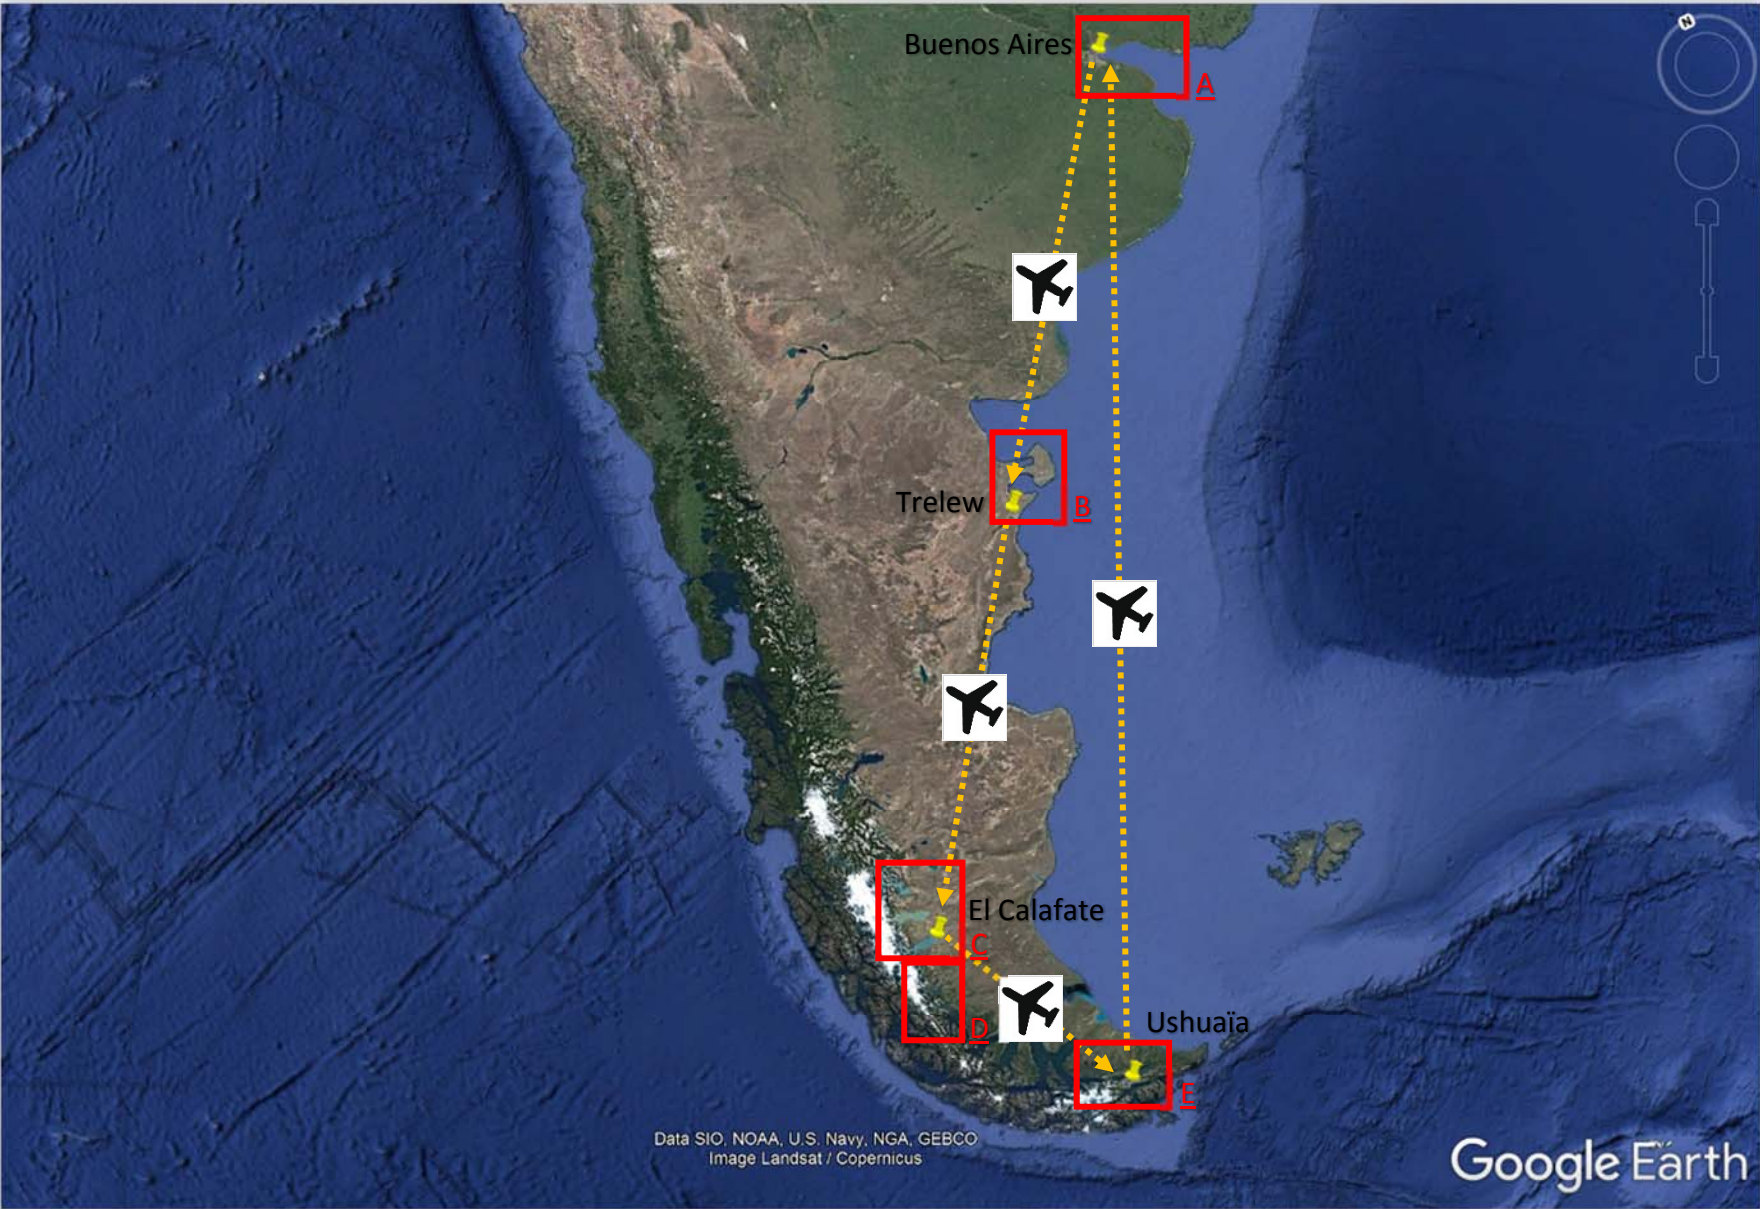 N
Buenos Aires
A
Trelew
B
El Calafate
C
D
Ushuaïa
E
Data SIO, NOAA, U.S. Navy, NGA, GEBCO
Image Landsat / Copernicus
Google Earth